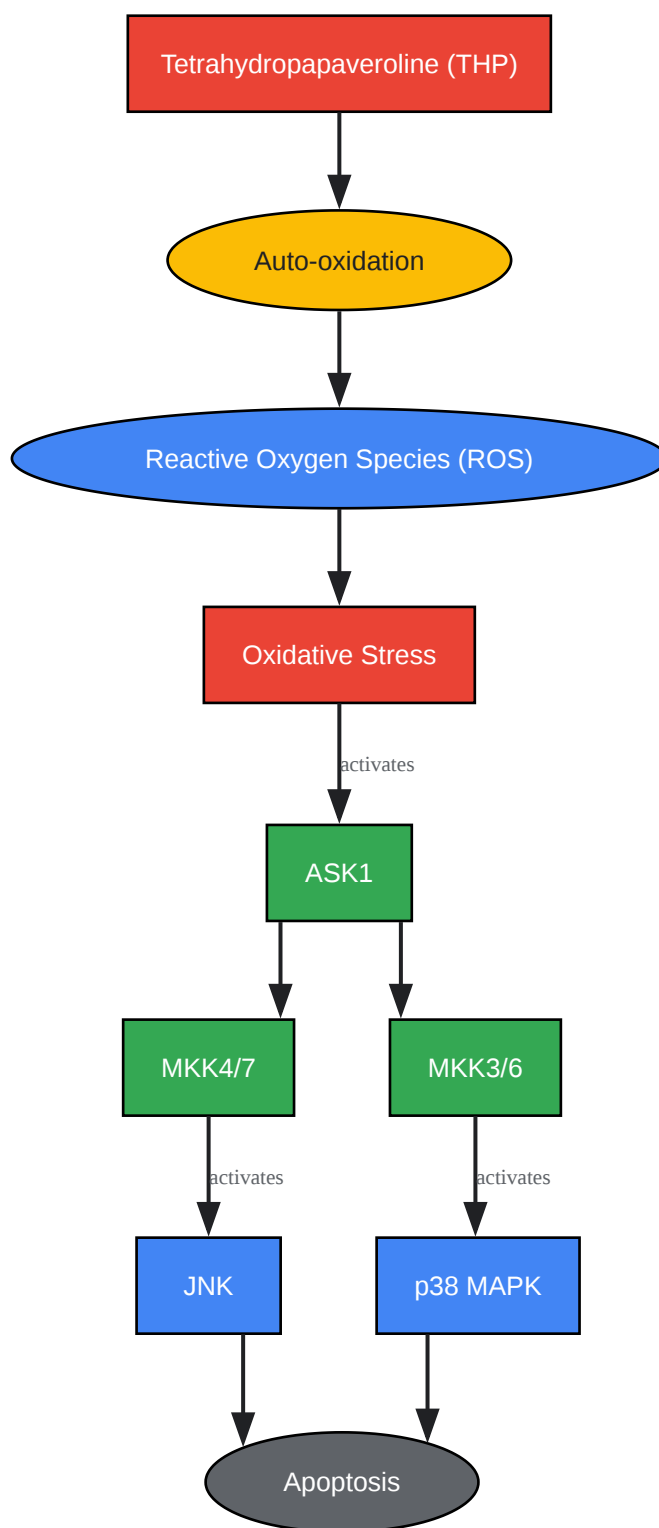 Tetrahydropapaveroline (THP)
Auto-oxidation
Reactive Oxygen Species (ROS)
Oxidative Stress
activates
ASK1
MKK4/7
MKK3/6
activates
activates
JNK
p38 MAPK
Apoptosis